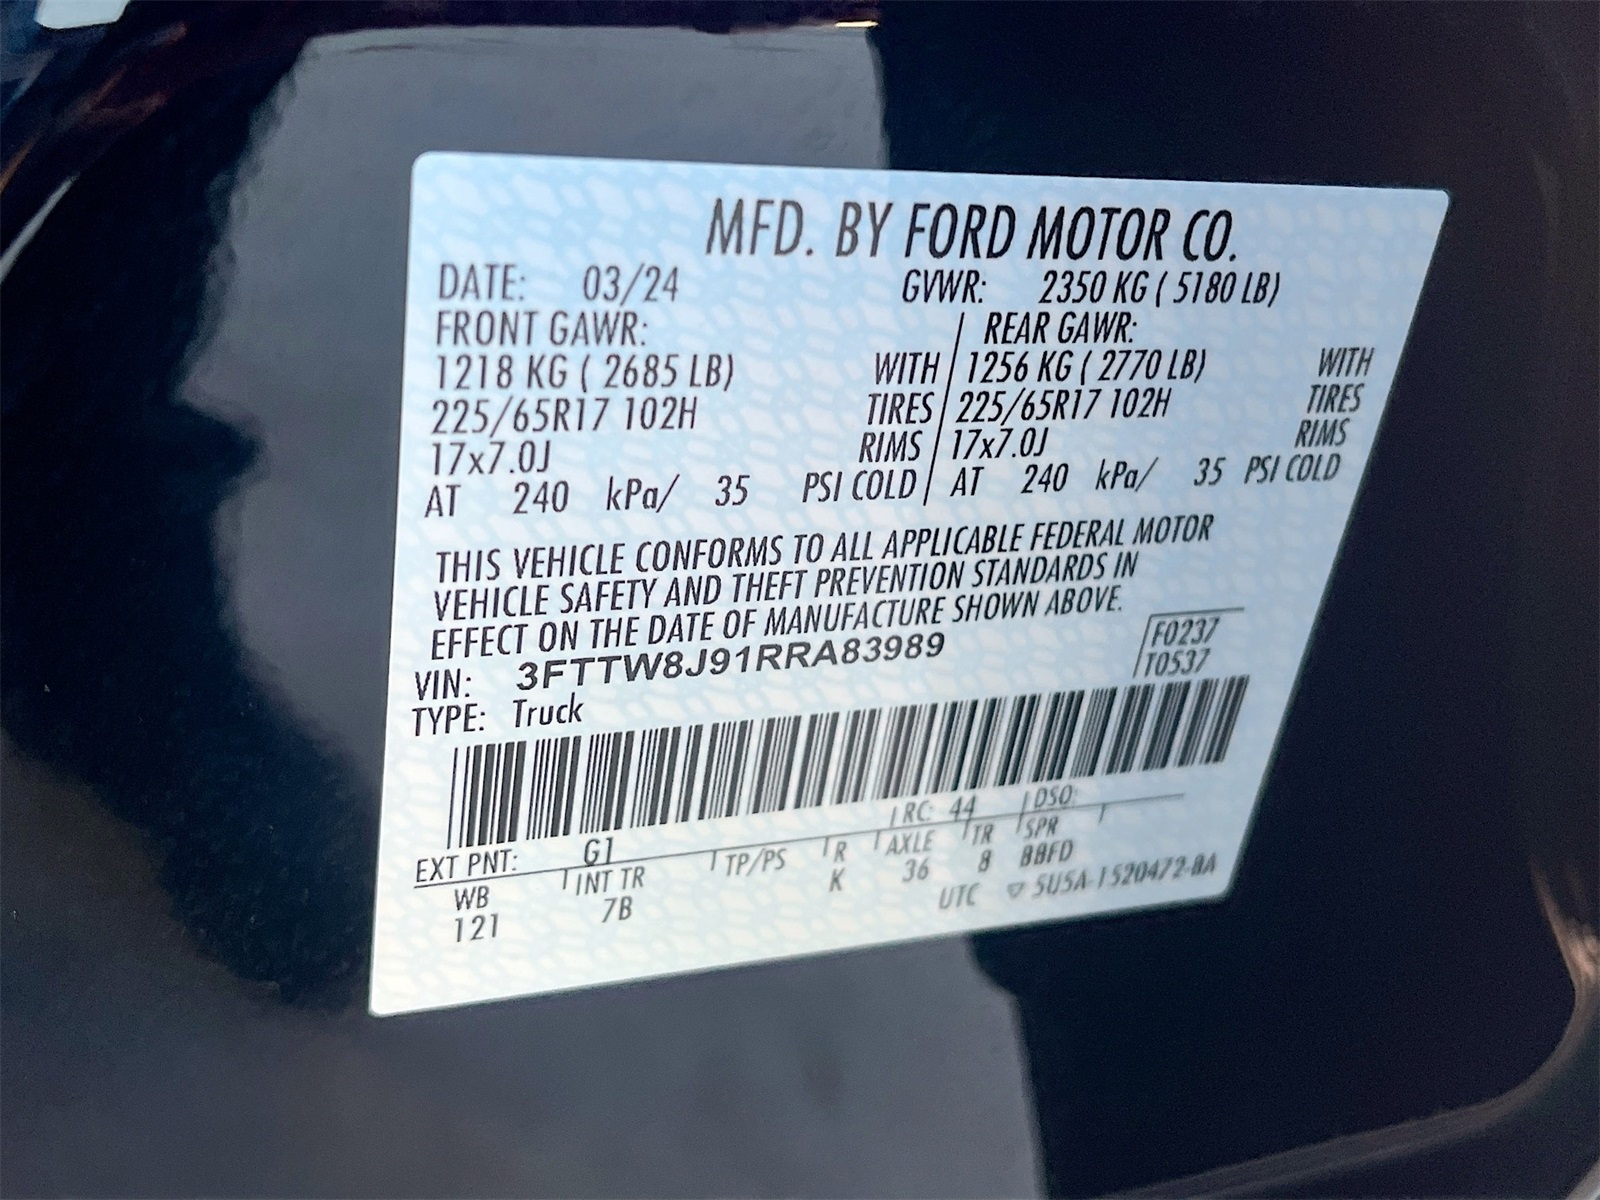 MFD. BY FORD MOTOR CO.
DATE: 03/24 GVWR: 2350 KG ( 5180 LB)
FRONT GAWR: REAR GAWR:
1218 KG ( 2685 LB) WITH 1256 KG ( 2770 LB) WITH
225/65R17 102H TIRES 225/65R17 102H TIRES
17x7.0J RIMS 17x7.0J RIMS
AT 240 kPa/ 35 PSI COLD AT 240 kPa/ 35 PSI COLD
THIS VEHICLE CONFORMS TO ALL APPLICABLE FEDERAL MOTOR
VEHICLE SAFETY AND THEFT PREVENTION STANDARDS IN
EFFECT ON THE DATE OF MANUFACTURE SHOWN ABOVE.
VIN: 3FTTW8J91RRA83989 F0237
TYPE: Truck T0537
EXT PNT: G1 RC: 44 DSO:
WB INT TR TP/PS R AXLE TR SPR
121 7B K 36 8 BBFD
UTC ▽ 5U5A-1520472-BA